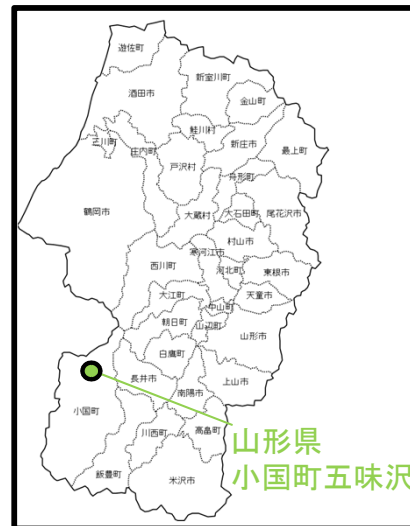 遊佐町
新室川町
酒田市
金山町
鮭川村
三川町
庄内町
新庄市
最上町
戸沢村
舟形町
鶴岡市
大蔵村
大石田町
尾花沢市
村山市
寒河江市
西川町
河北町
東根市
大江町
天童市
中山町
朝日町
山辺町
山形市
白鷹町
長井市
上山市
南陽市
小国町
高畠町
川西町
山形県
小国町五味沢
飯豊町
米沢市